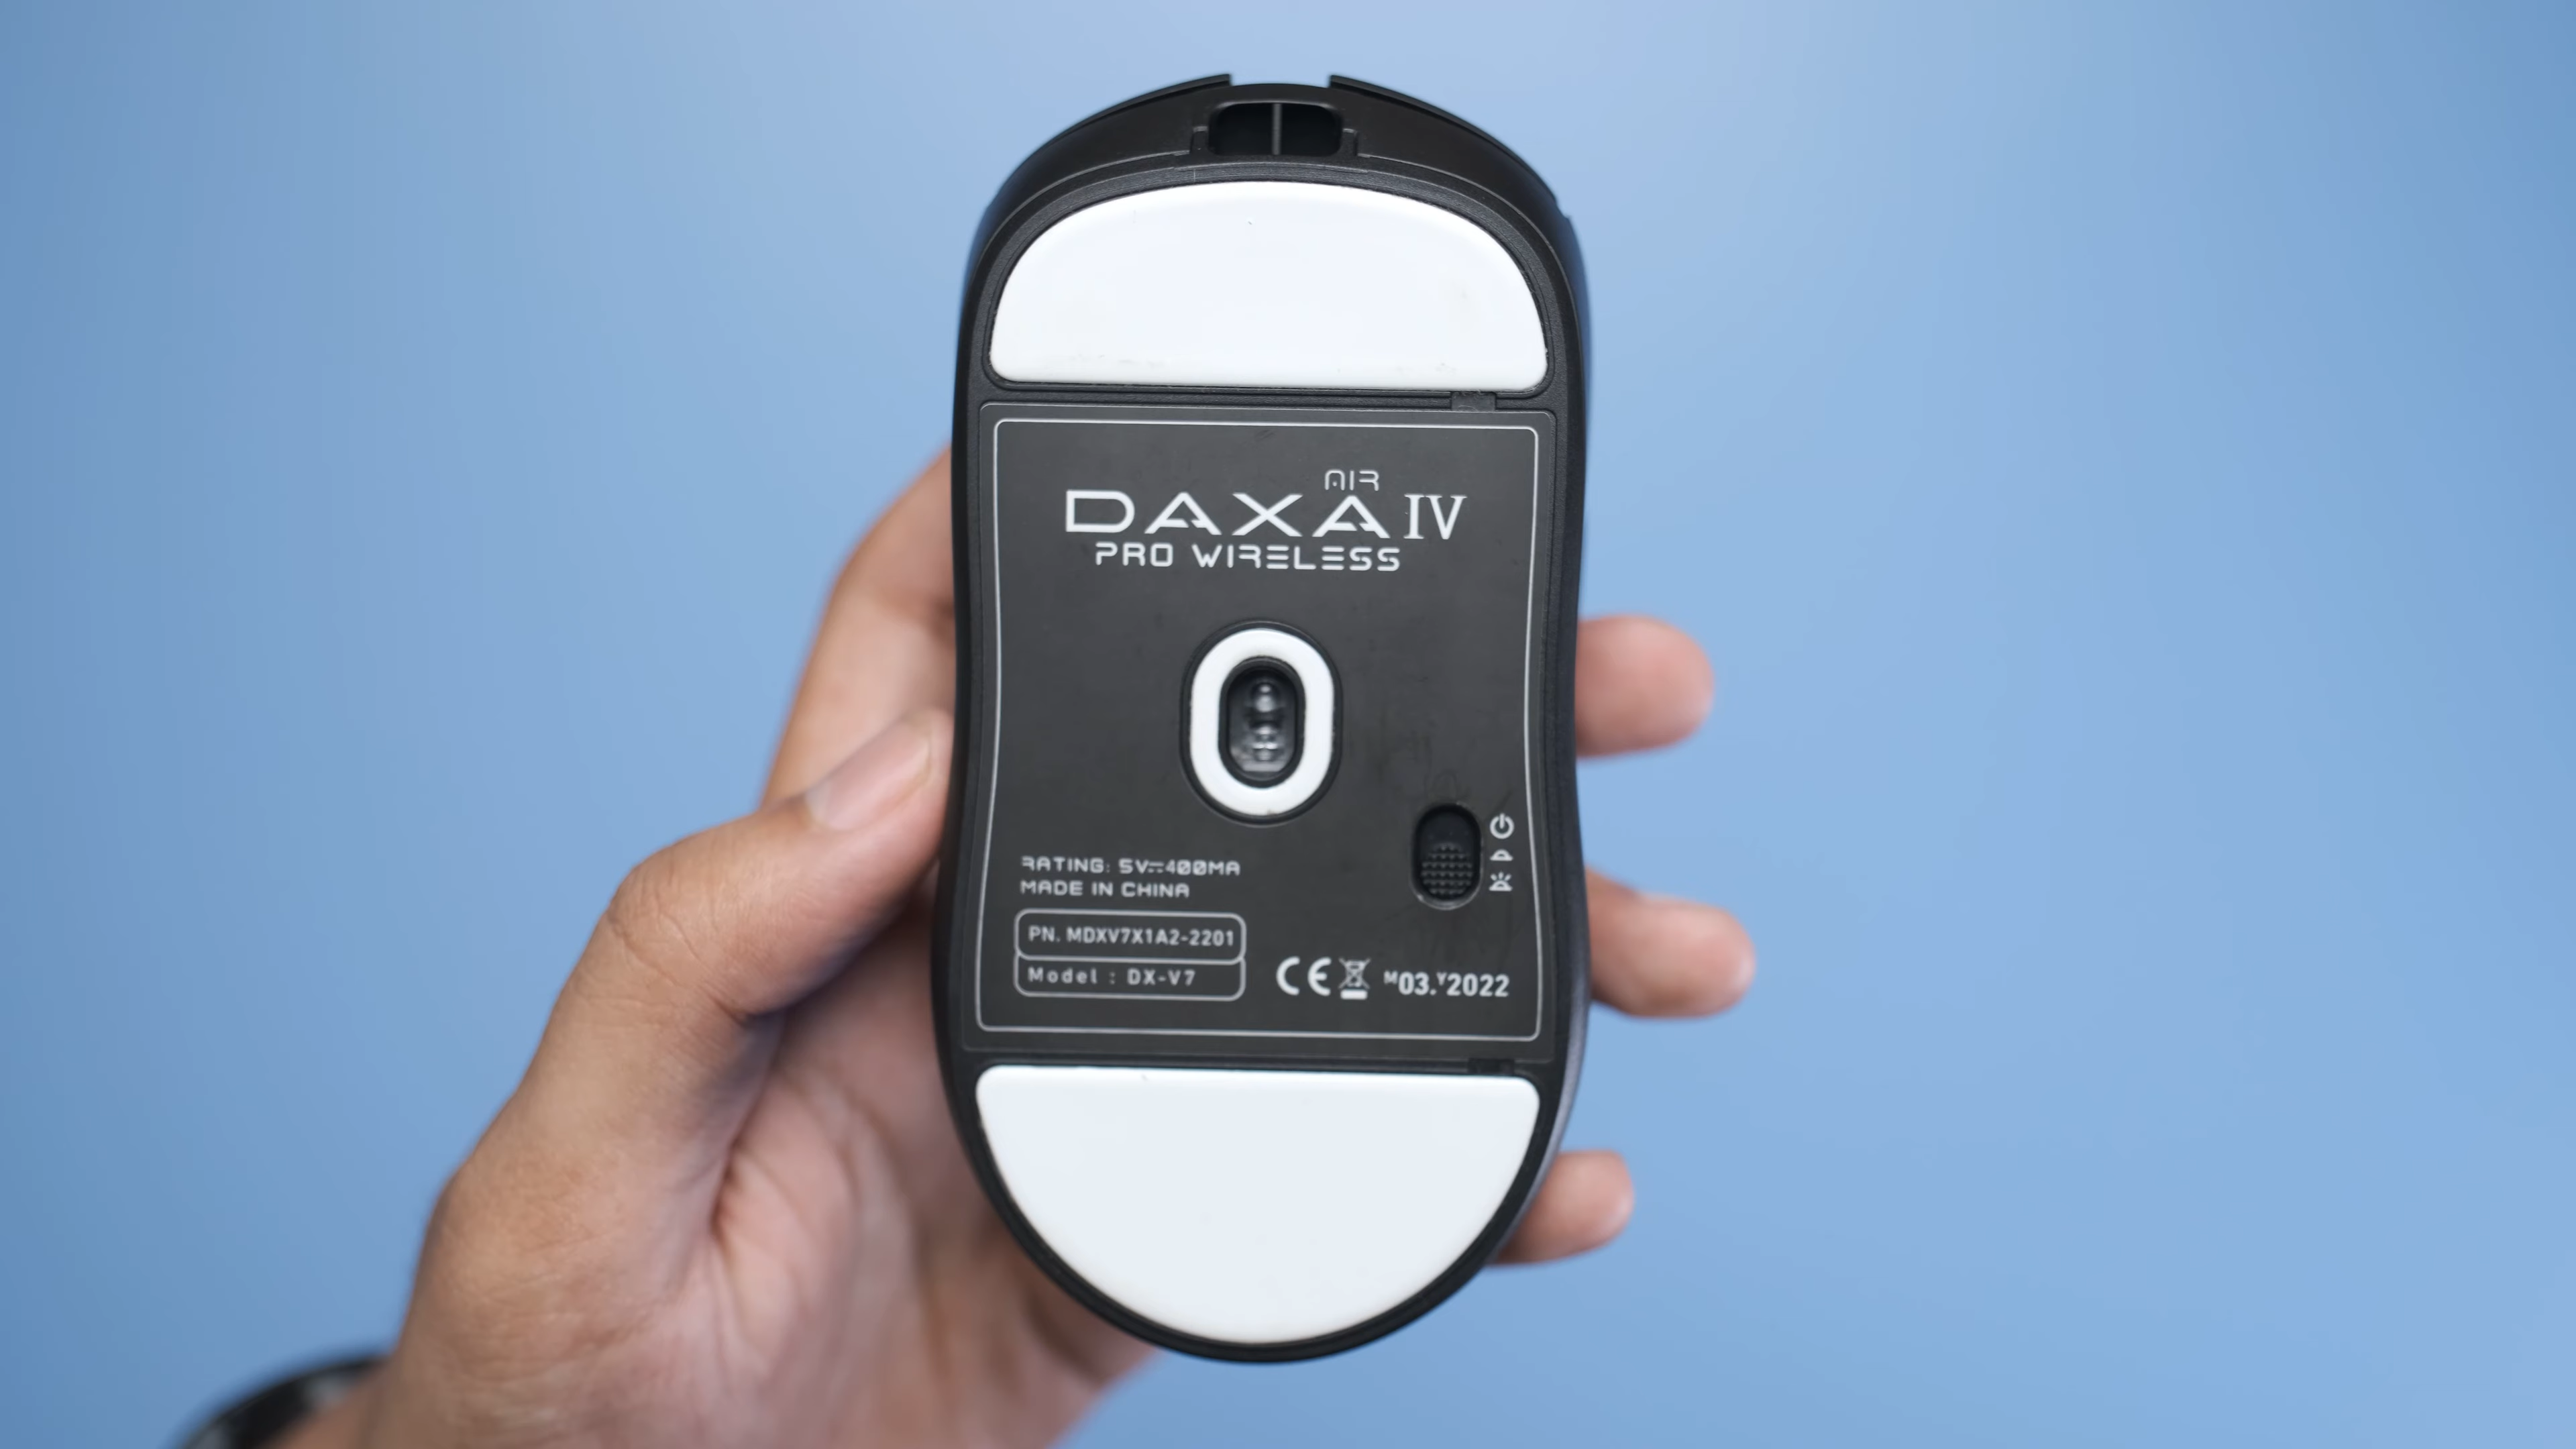 AIR
DAXA IV
PRO WIRELESS
RATING: 5V⎓400MA
MADE IN CHINA
PN. MDXV7X1A2-2201
Model : DX-V7
CE
M03.Y2022